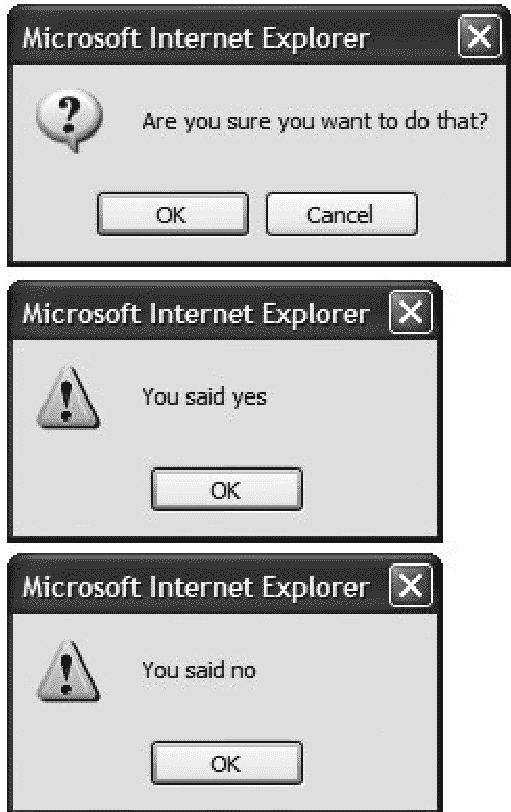 Microsoft Internet Explorer
Are you sure you want to do that?
OK Cancel
Microsoft Internet Explorer
You said yes
OK
Microsoft Internet Explorer
You said no
OK